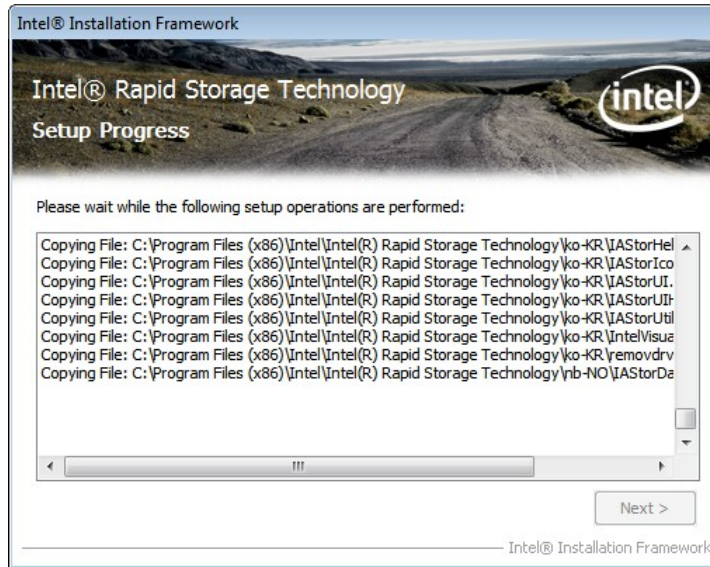 Intel® Installation Framework
Intel® Rapid Storage Technology
intel
Setup Progress
Please wait while the following setup operations are performed:
Copying File: C:\Program Files (x86)\Intel\Intel(R) Rapid Storage Technology\ko-KR\IAStorHel
Copying File: C:\Program Files (x86)\Intel\Intel(R) Rapid Storage Technology\ko-KR\IAStorIco
Copying File: C:\Program Files (x86)\Intel\Intel(R) Rapid Storage Technology\ko-KR\IAStorUI.
Copying File: C:\Program Files (x86)\Intel\Intel(R) Rapid Storage Technology\ko-KR\IAStorUIH
Copying File: C:\Program Files (x86)\Intel\Intel(R) Rapid Storage Technology\ko-KR\IAStorUtil
Copying File: C:\Program Files (x86)\Intel\Intel(R) Rapid Storage Technology\ko-KR\IntelVisua
Copying File: C:\Program Files (x86)\Intel\Intel(R) Rapid Storage Technology\ko-KR\removdrv
Copying File: C:\Program Files (x86)\Intel\Intel(R) Rapid Storage Technology\nb-NO\IAStorDa
Next >
Intel® Installation Framework